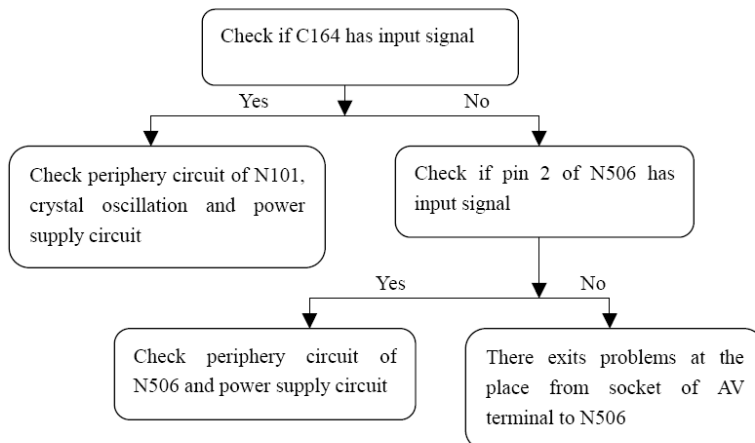 Check if C164 has input signal
Yes
No
Check periphery circuit of N101,
crystal oscillation and power
supply circuit
Check if pin 2 of N506 has
input signal
Yes
No
Check periphery circuit of
N506 and power supply circuit
There exits problems at the
place from socket of AV
terminal to N506